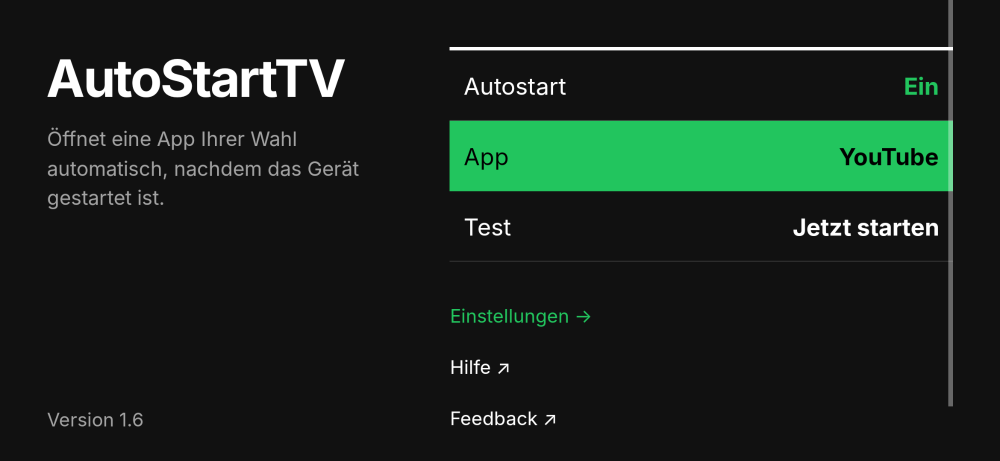 AutoStartTV
Öffnet eine App Ihrer Wahl
automatisch, nachdem das Gerät
gestartet ist.
Version 1.6
Autostart Ein
App YouTube
Test Jetzt starten
Einstellungen →
Hilfe ↗
Feedback ↗